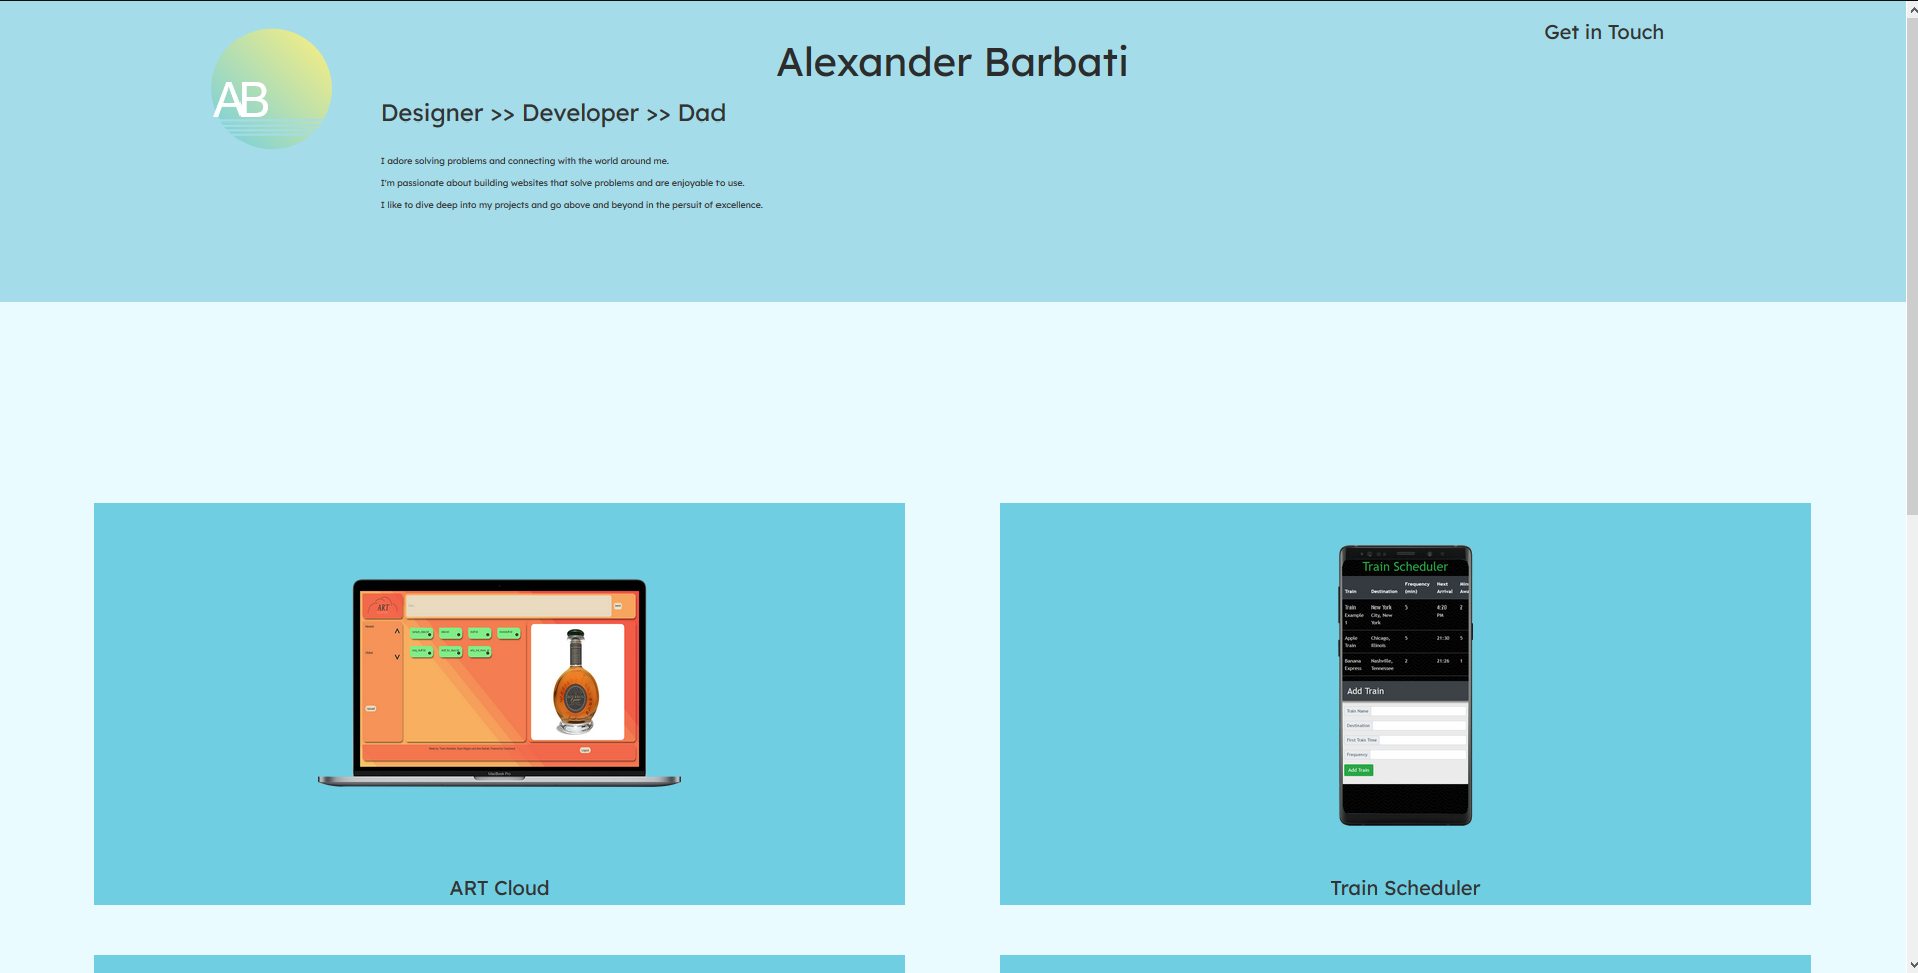 AB
Alexander Barbati
Get in Touch
Designer >> Developer >> Dad
I adore solving problems and connecting with the world around me.
I'm passionate about building websites that solve problems and are enjoyable to use.
I like to dive deep into my projects and go above and beyond in the persuit of excellence.
ART
MacBook Pro
ART Cloud
Train Scheduler
Train Destination Frequency (min) Next Arrival Min
Train Example 1 New York City, New York 5 4:20 PM 2
Apple Train Chicago, Illinois 5 21:30 5
Banana Express Nashville, Tennessee 2 21:26 1
Add Train
Train Name
Destination
First Train Time
Frequency
Add Train
Train Scheduler